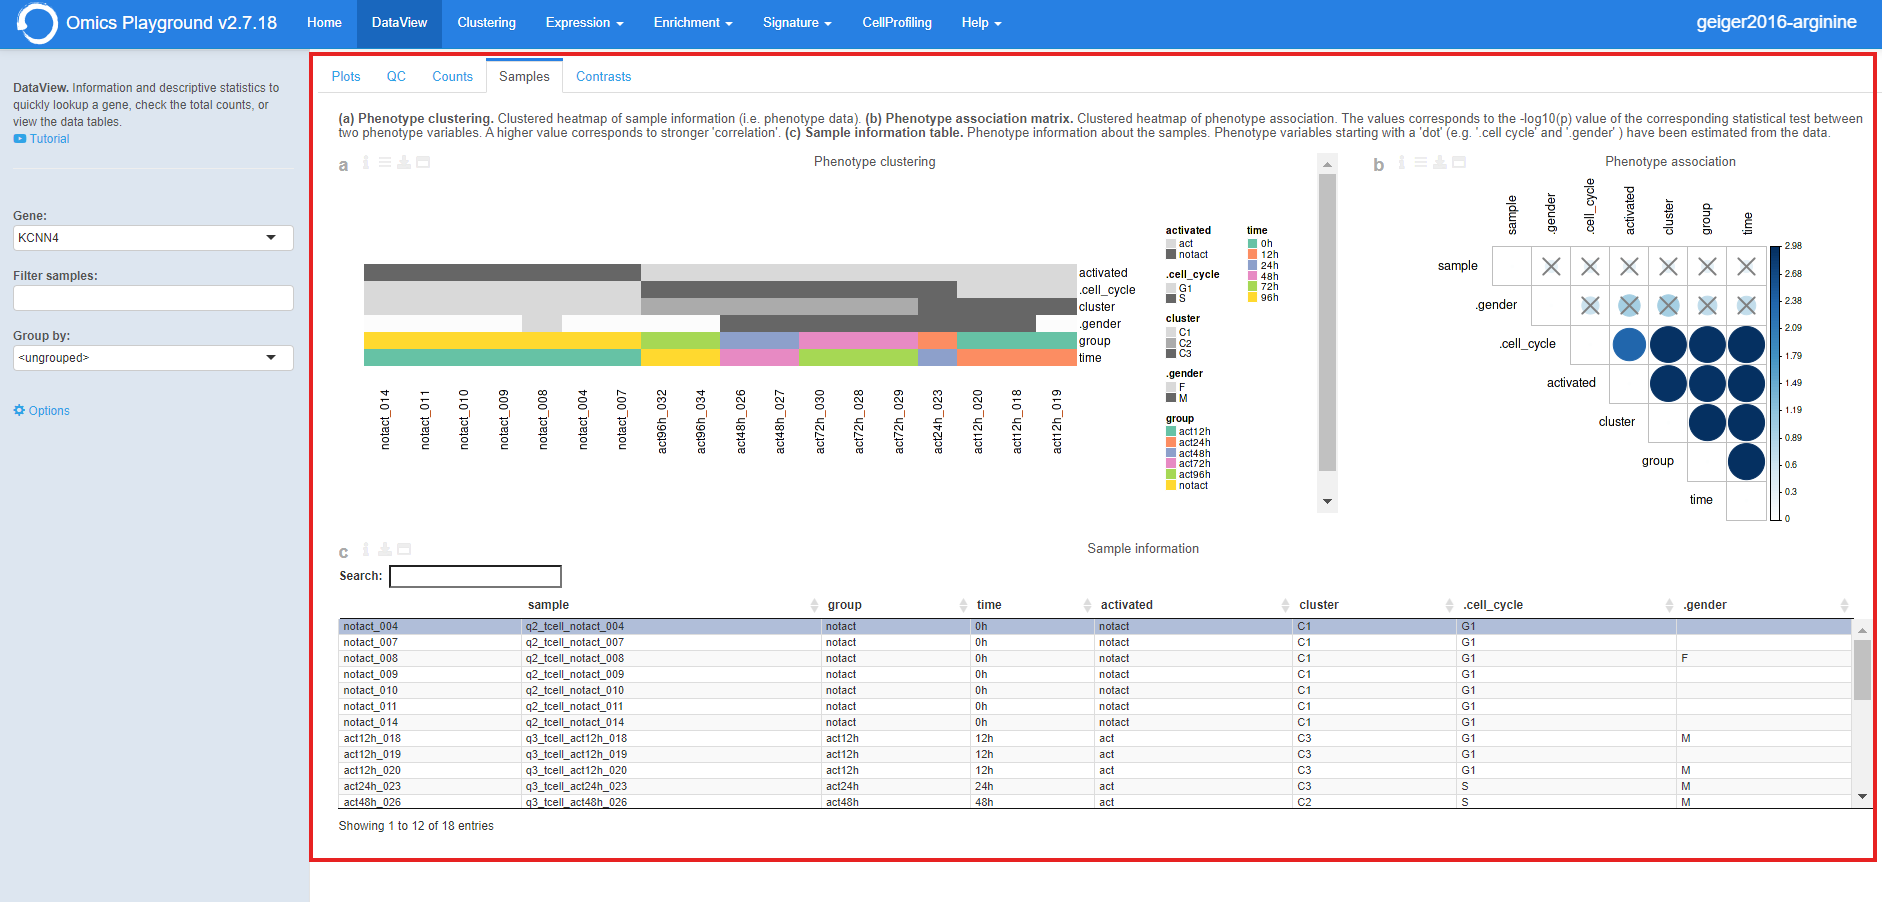 Omics Playground v2.7.18
Home
DataView
Clustering
Expression
Enrichment
Signature
CellProfiling
Help
geiger2016-arginine
DataView. Information and descriptive statistics to
quickly lookup a gene, check the total counts, or
view the data tables.
Tutorial
Gene:
KCNN4
Filter samples:
Group by:
<ungrouped>
Options
Plots
QC
Counts
Samples
Contrasts
(a) Phenotype clustering. Clustered heatmap of sample information (i.e. phenotype data). (b) Phenotype association matrix. Clustered heatmap of phenotype association. The values corresponds to the -log10(p) value of the corresponding statistical test between
two phenotype variables. A higher value corresponds to stronger 'correlation'. (c) Sample information table. Phenotype information about the samples. Phenotype variables starting with a 'dot' (e.g. '.cell cycle' and '.gender' ) have been estimated from the data.
a
Phenotype clustering
activated
.cell_cycle
cluster
.gender
group
time
notact_014
notact_011
notact_010
notact_009
notact_008
notact_004
notact_007
act96h_032
act96h_034
act48h_026
act48h_027
act72h_030
act72h_028
act72h_029
act24h_023
act12h_020
act12h_018
act12h_019
activated
act
notact
.cell_cycle
G1
S
cluster
C1
C2
C3
.gender
F
M
group
act12h
act24h
act48h
act72h
act96h
notact
time
0h
12h
24h
48h
72h
96h
b
Phenotype association
sample
.gender
.cell_cycle
activated
cluster
group
time
sample
.gender
.cell_cycle
activated
cluster
group
time
2.98
2.68
2.38
2.09
1.79
1.49
1.19
0.89
0.6
0.3
0
c
Sample information
Search:
sample group time activated cluster .cell_cycle .gender
notact_004 q2_tcell_notact_004 notact 0h notact C1 G1
notact_007 q2_tcell_notact_007 notact 0h notact C1 G1
notact_008 q2_tcell_notact_008 notact 0h notact C1 G1 F
notact_009 q2_tcell_notact_009 notact 0h notact C1 G1
notact_010 q2_tcell_notact_010 notact 0h notact C1 G1
notact_011 q2_tcell_notact_011 notact 0h notact C1 G1
notact_014 q2_tcell_notact_014 notact 0h notact C1 G1
act12h_018 q3_tcell_act12h_018 act12h 12h act C3 G1 M
act12h_019 q3_tcell_act12h_019 act12h 12h act C3 G1
act12h_020 q3_tcell_act12h_020 act12h 12h act C3 G1 M
act24h_023 q3_tcell_act24h_023 act24h 24h act C3 S M
act48h_026 q3_tcell_act48h_026 act48h 48h act C2 S M
Showing 1 to 12 of 18 entries